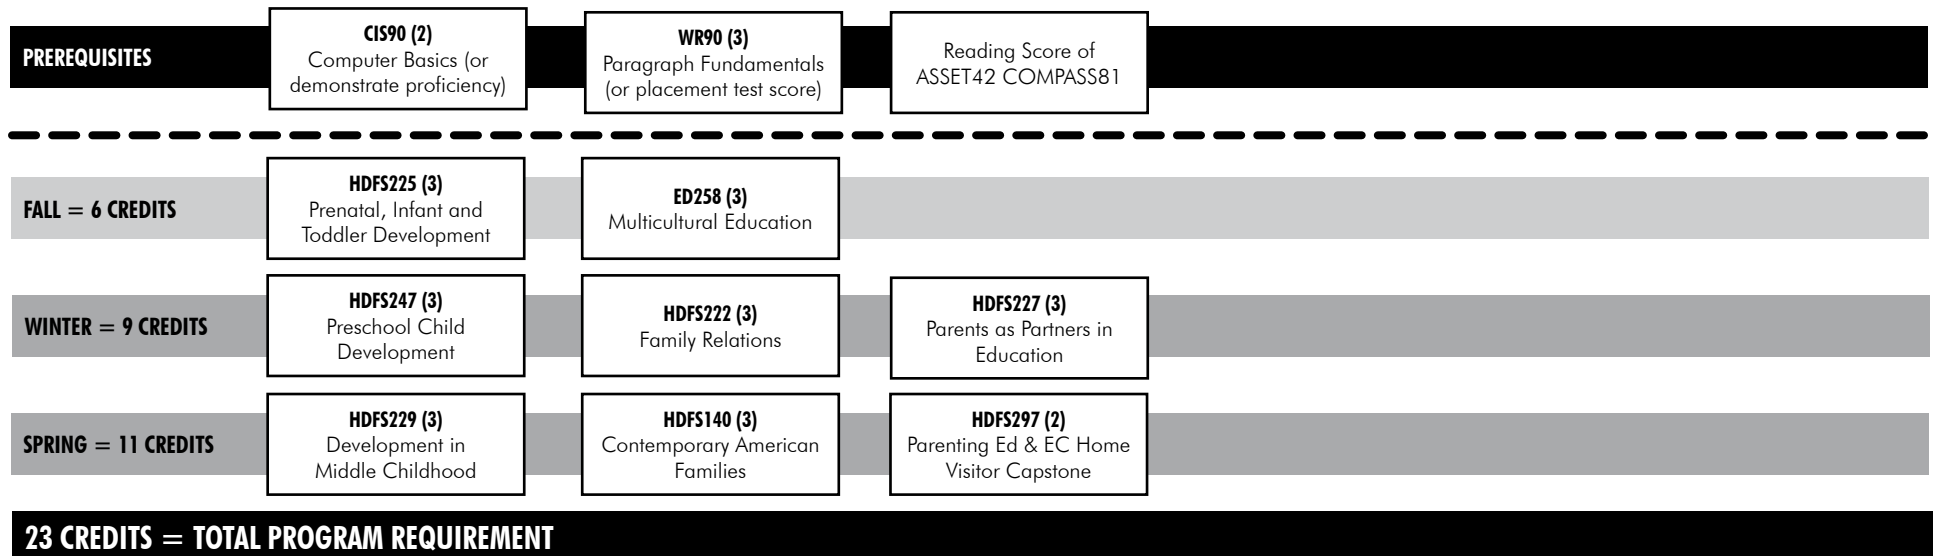 PREREQUISITES
CIS90 (2)
Computer Basics (or
demonstrate proficiency)
WR90 (3)
Paragraph Fundamentals
(or placement test score)
Reading Score of
ASSET42 COMPASS81
FALL = 6 CREDITS
HDFS225 (3)
Prenatal, Infant and
Toddler Development
ED258 (3)
Multicultural Education
WINTER = 9 CREDITS
HDFS247 (3)
Preschool Child
Development
HDFS222 (3)
Family Relations
HDFS227 (3)
Parents as Partners in
Education
SPRING = 11 CREDITS
HDFS229 (3)
Development in
Middle Childhood
HDFS140 (3)
Contemporary American
Families
HDFS297 (2)
Parenting Ed & EC Home
Visitor Capstone
23 CREDITS = TOTAL PROGRAM REQUIREMENT